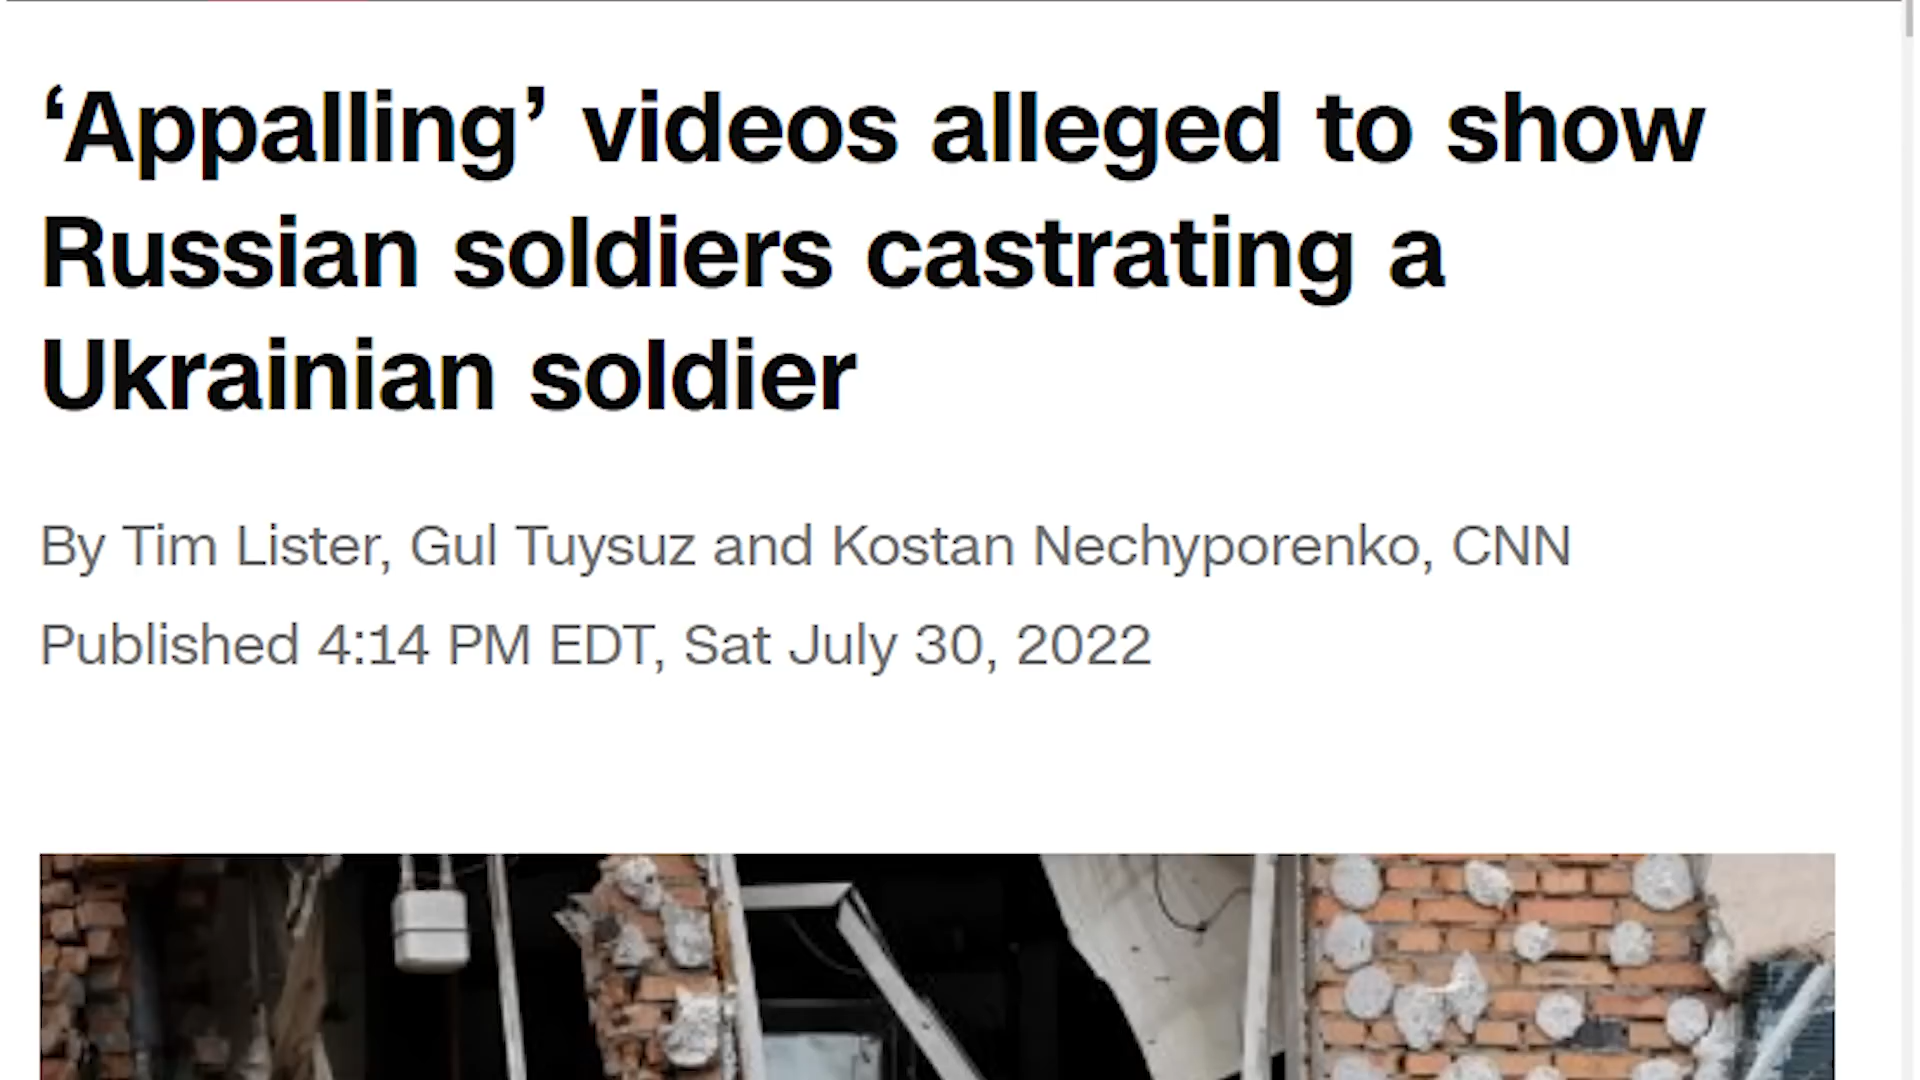 ‘Appalling’ videos alleged to show
Russian soldiers castrating a
Ukrainian soldier
By Tim Lister, Gul Tuysuz and Kostan Nechyporenko, CNN
Published 4:14 PM EDT, Sat July 30, 2022